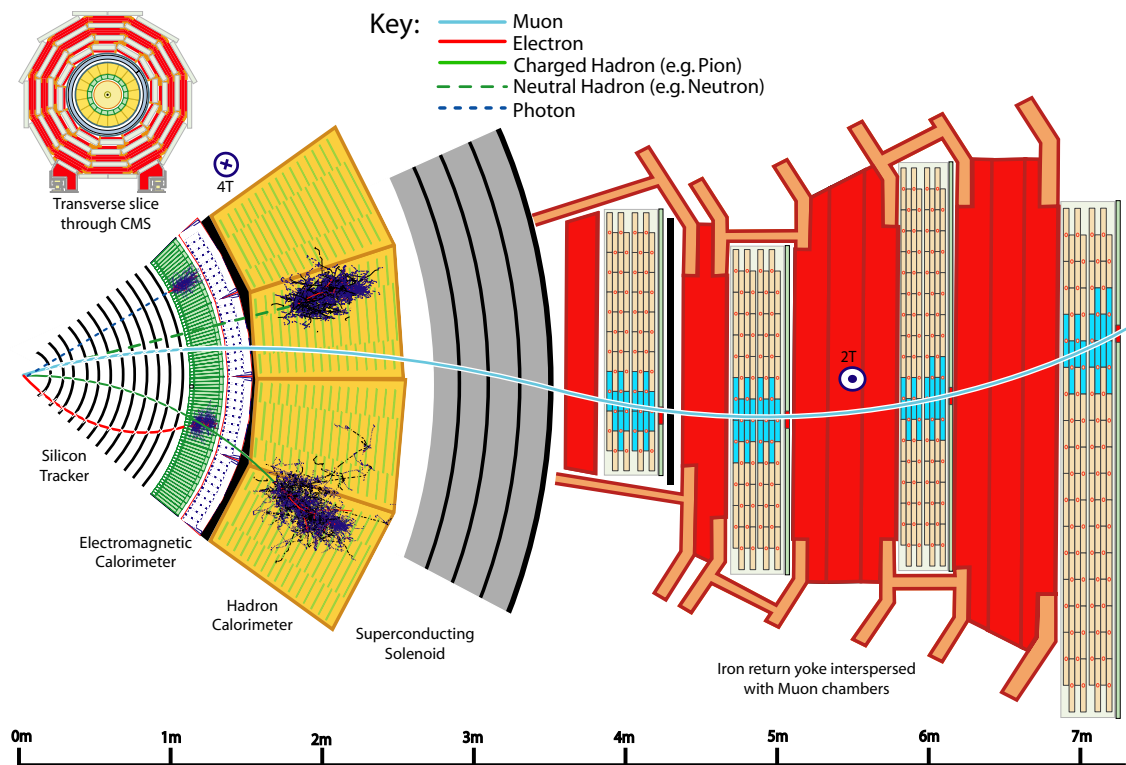 Key:
Muon
Electron
Charged Hadron (e.g. Pion)
Neutral Hadron (e.g. Neutron)
Photon
Transverse slice
through CMS
4T
2T
Silicon
Tracker
Electromagnetic
Calorimeter
Hadron
Calorimeter
Superconducting
Solenoid
Iron return yoke interspersed
with Muon chambers
0m 1m 2m 3m 4m 5m 6m 7m